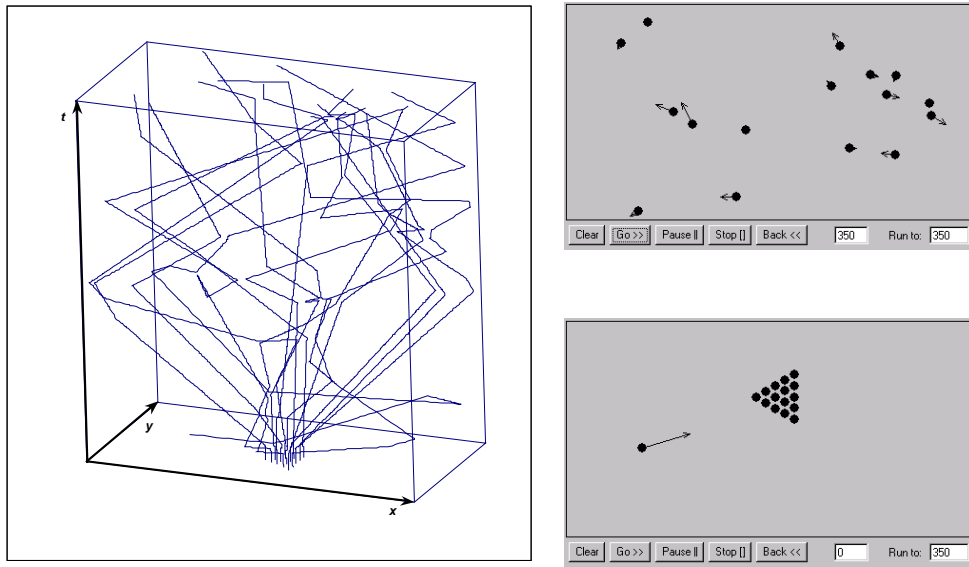 t
y
x
Clear Go >> Pause || Stop [] Back << 350 Run to: 350
Clear Go >> Pause || Stop [] Back << 0 Run to: 350